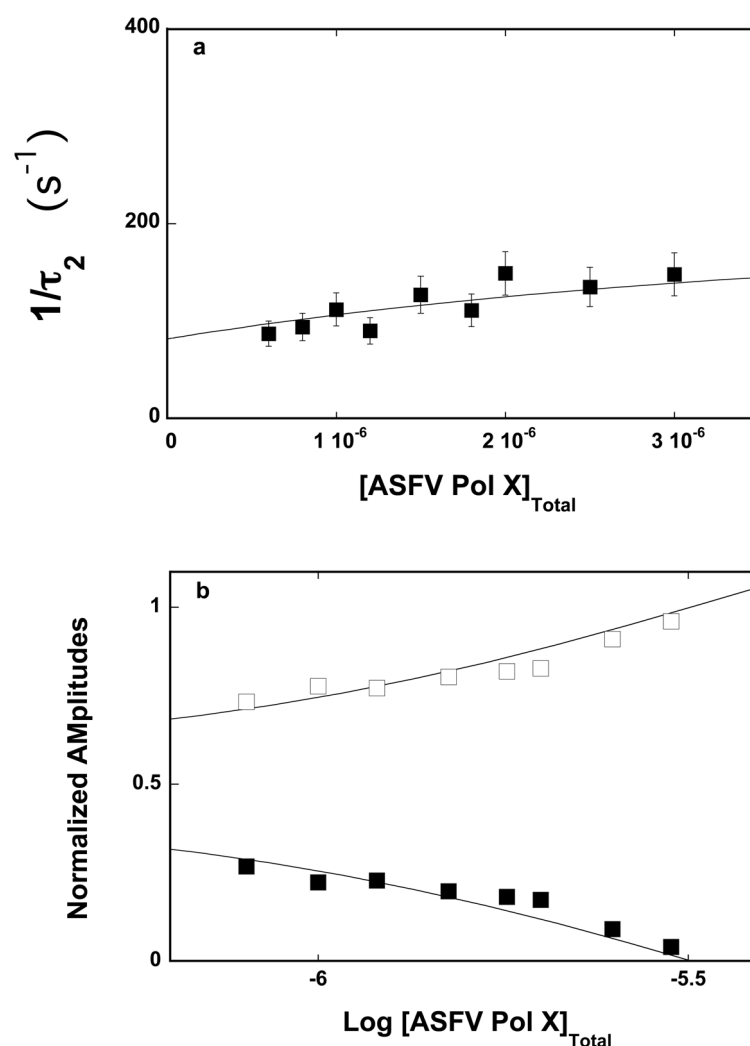 400
a
200
0
1/τ2 (s-1)
0 1 10-6 2 10-6 3 10-6
[ASFV Pol X]Total
b
1
0.5
0
Normalized AMplitudes
-6 -5.5
Log [ASFV Pol X]Total